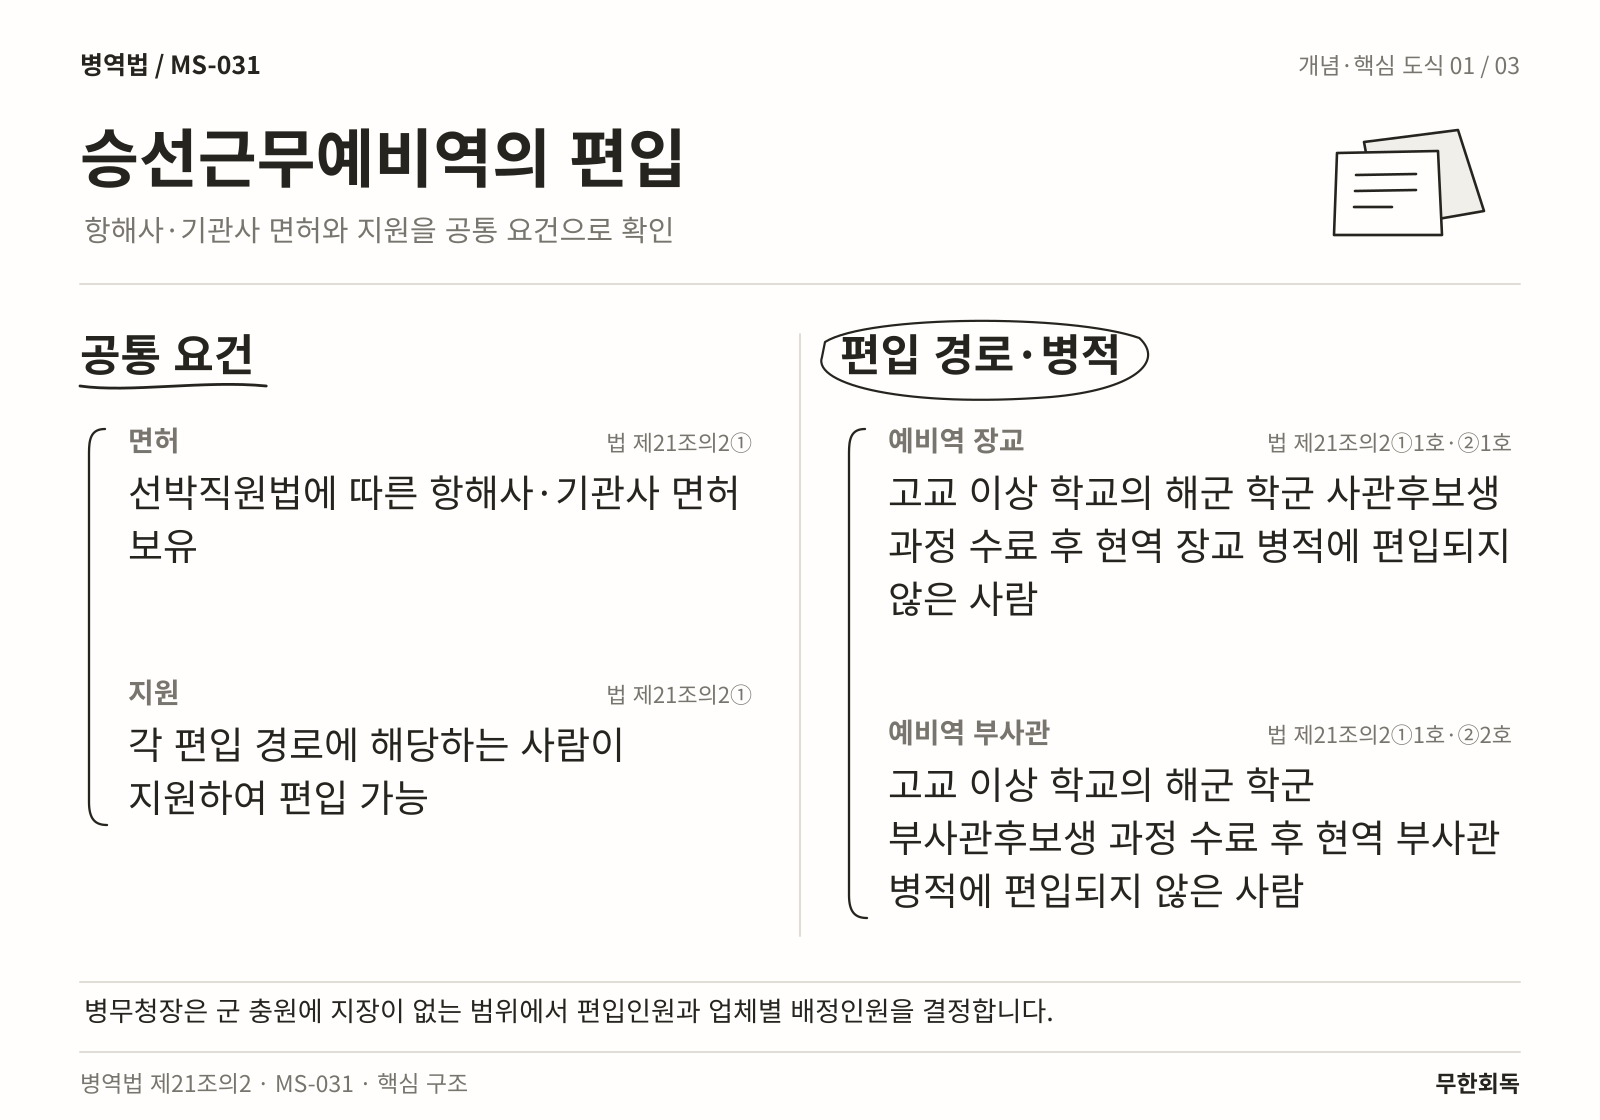 병역법 / MS-031
개념·핵심 도식 01 / 03
승선근무예비역의 편입
항해사·기관사 면허와 지원을 공통 요건으로 확인
공통 요건
면허
법 제21조의2①
선박직원법에 따른 항해사·기관사 면허
보유
지원
법 제21조의2①
각 편입 경로에 해당하는 사람이
지원하여 편입 가능
편입 경로·병적
예비역 장교
법 제21조의2①1호·②1호
고교 이상 학교의 해군 학군 사관후보생
과정 수료 후 현역 장교 병적에 편입되지
않은 사람
예비역 부사관
법 제21조의2①1호·②2호
고교 이상 학교의 해군 학군
부사관후보생 과정 수료 후 현역 부사관
병적에 편입되지 않은 사람
병무청장은 군 충원에 지장이 없는 범위에서 편입인원과 업체별 배정인원을 결정합니다.
병역법 제21조의2 · MS-031 · 핵심 구조
무한회독